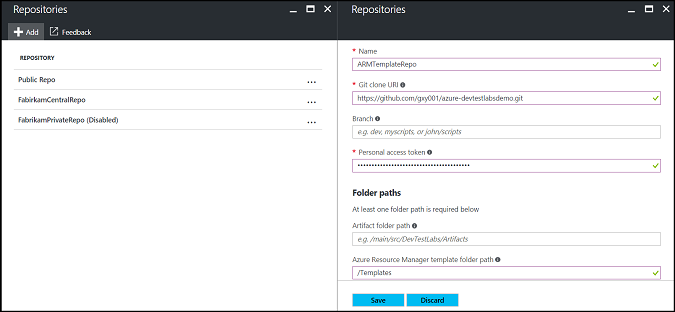 Repositories
Add
Feedback
REPOSITORY
Public Repo
FabirkamCentralRepo
FabrikamPrivateRepo (Disabled)
Repositories
* Name
ARMTemplateRepo
* Git clone URI
https://github.com/gxy001/azure-devtestlabsdemo.git
Branch
e.g. dev, myscripts, or john/scripts
* Personal access token
Folder paths
At least one folder path is required below
Artifact folder path
e.g. /main/src/DevTestLabs/Artifacts
Azure Resource Manager template folder path
/Templates
Save
Discard